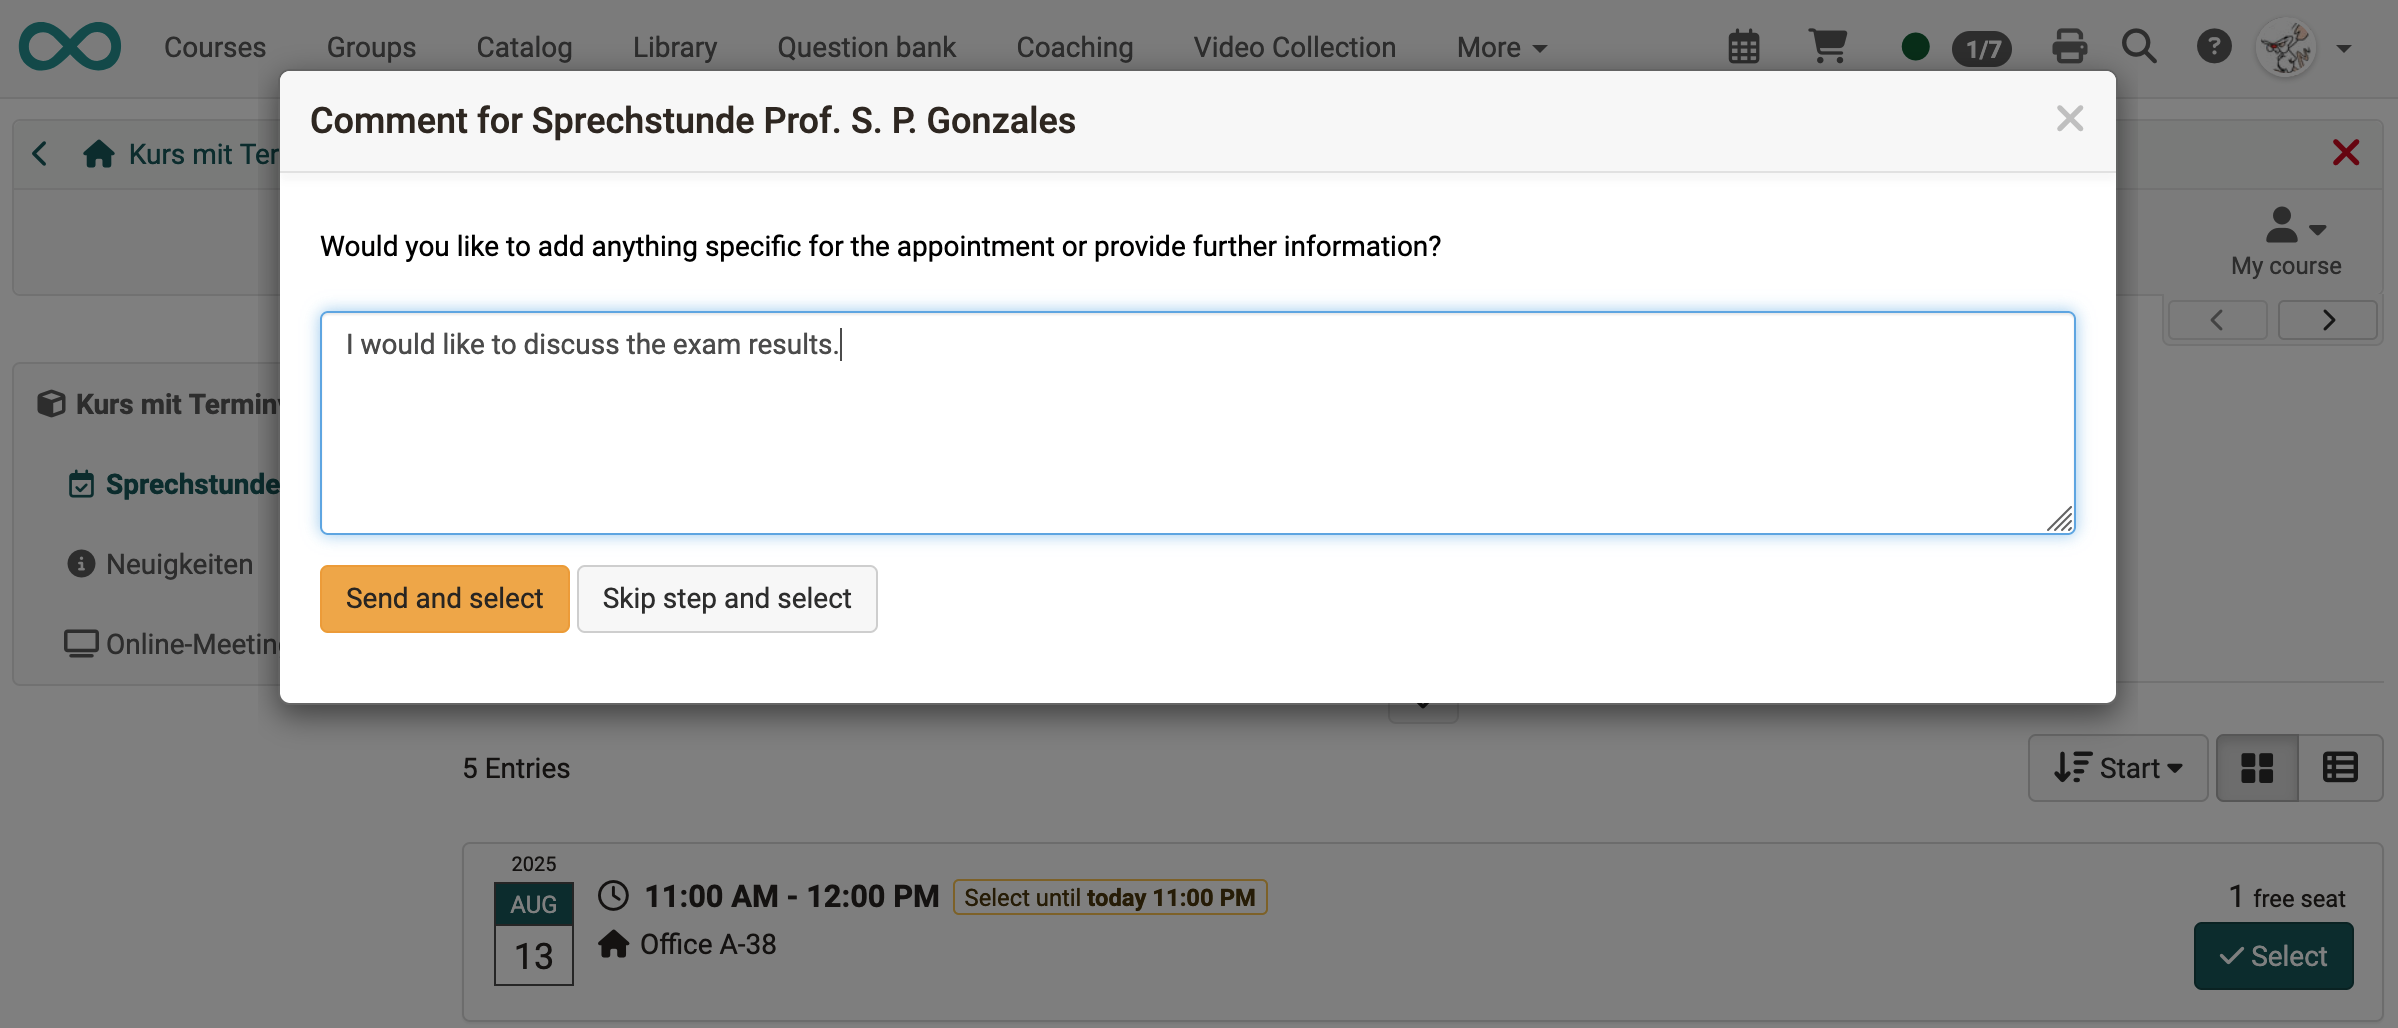 Courses Groups Catalog Library Question bank Coaching Video Collection More 1/7
Comment for Sprechstunde Prof. S. P. Gonzales
Kurs mit Ter
Would you like to add anything specific for the appointment or provide further information?
My course
I would like to discuss the exam results.
Kurs mit Termin
Sprechstunde
Neuigkeiten
Send and select Skip step and select
Online-Meetin
5 Entries
Start
2025
AUG
13
11:00 AM - 12:00 PM Select until today 11:00 PM
1 free seat
Office A-38
Select